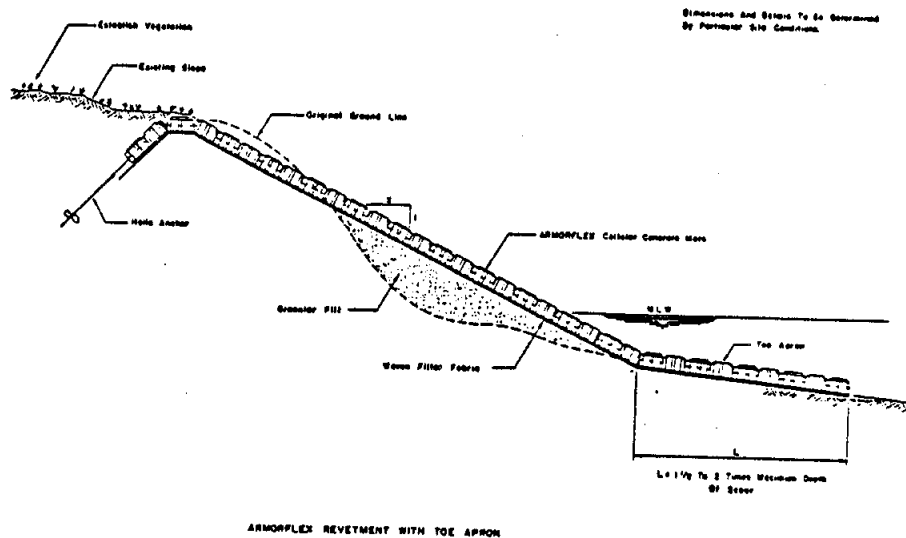 Dimensions And Details To Be Determined
By Particular Site Conditions.
Establish Vegetation
Existing Slope
Original Ground Line
Helix Anchor
1
ARMORFLEX Cellular Concrete Mats
Granular Fill
M L W
Toe Apron
Woven Filter Fabric
L
L = 1 1/2 To 2 Times Maximum Depth
Of Scour
ARMORFLEX REVETMENT WITH TOE APRON